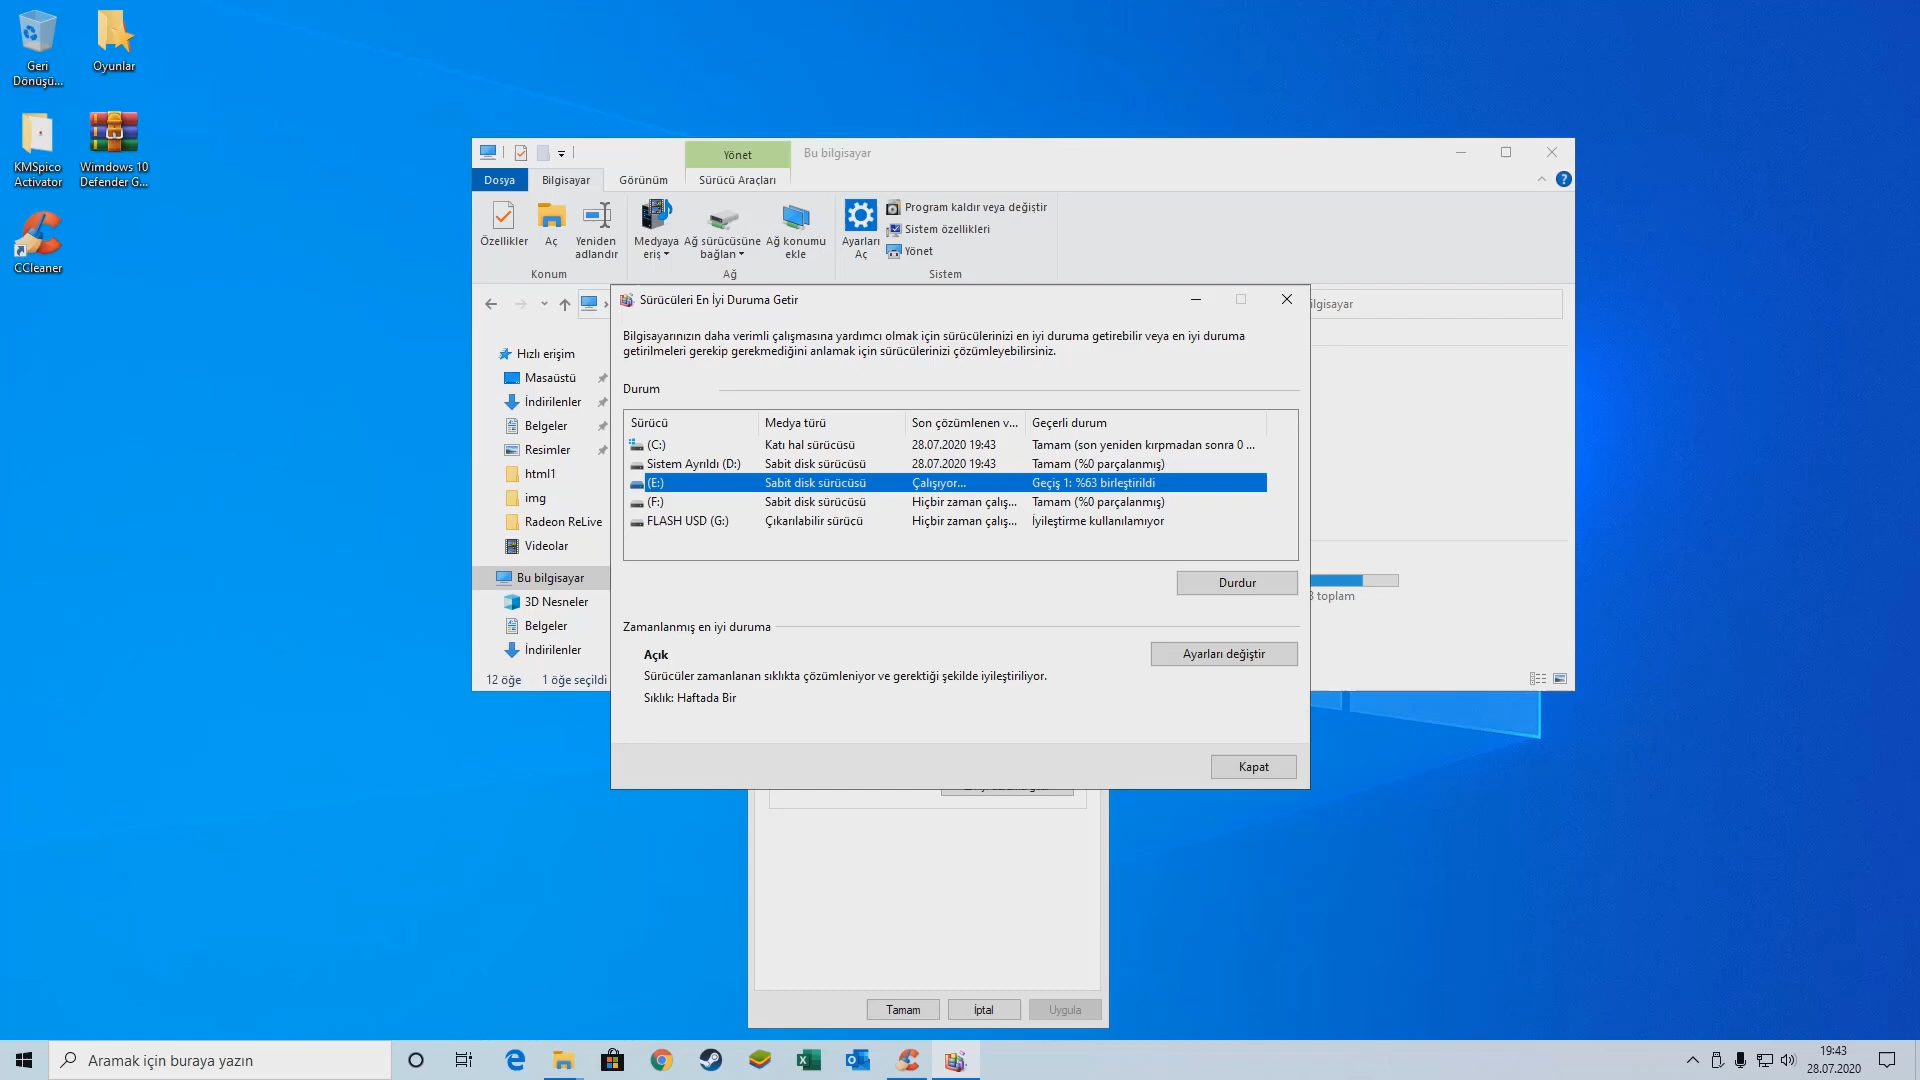 Geri
Dönüşü...
Oyunlar
KMSpico
Activator
Wimdows 10
Defender G...
CCleaner
Yönet
Bu bilgisayar
Dosya
Bilgisayar
Görünüm
Sürücü Araçları
Özellikler
Aç
Yeniden
adlandır
Konum
Medyaya
eriş
Ağ sürücüsüne
bağlan
Ağ konumu
ekle
Ağ
Ayarları
Aç
Program kaldır veya değiştir
Sistem özellikleri
Yönet
Sistem
ilgisayar
Hızlı erişim
Masaüstü
İndirilenler
Belgeler
Resimler
html1
img
Radeon ReLive
Videolar
Bu bilgisayar
3D Nesneler
Belgeler
İndirilenler
12 öğe
1 öğe seçildi
toplam
Sürücüleri En İyi Duruma Getir
Bilgisayarınızın daha verimli çalışmasına yardımcı olmak için sürücülerinizi en iyi duruma getirebilir veya en iyi duruma
getirilmeleri gerekip gerekmediğini anlamak için sürücülerinizi çözümleyebilirsiniz.
Durum
Sürücü Medya türü Son çözümlenen v... Geçerli durum
(C:) Katı hal sürücüsü 28.07.2020 19:43 Tamam (son yeniden kırpmadan sonra 0 ...
Sistem Ayrıldı (D:) Sabit disk sürücüsü 28.07.2020 19:43 Tamam (%0 parçalanmış)
(E:) Sabit disk sürücüsü Çalışıyor... Geçiş 1: %63 birleştirildi
(F:) Sabit disk sürücüsü Hiçbir zaman çalış... Tamam (%0 parçalanmış)
FLASH USD (G:) Çıkarılabilir sürücü Hiçbir zaman çalış... İyileştirme kullanılamıyor
Durdur
Zamanlanmış en iyi duruma
Açık
Ayarları değiştir
Sürücüler zamanlanan sıklıkta çözümleniyor ve gerektiği şekilde iyileştiriliyor.
Sıklık: Haftada Bir
Kapat
Tamam
İptal
Uygula
Aramak için buraya yazın
19:43
28.07.2020